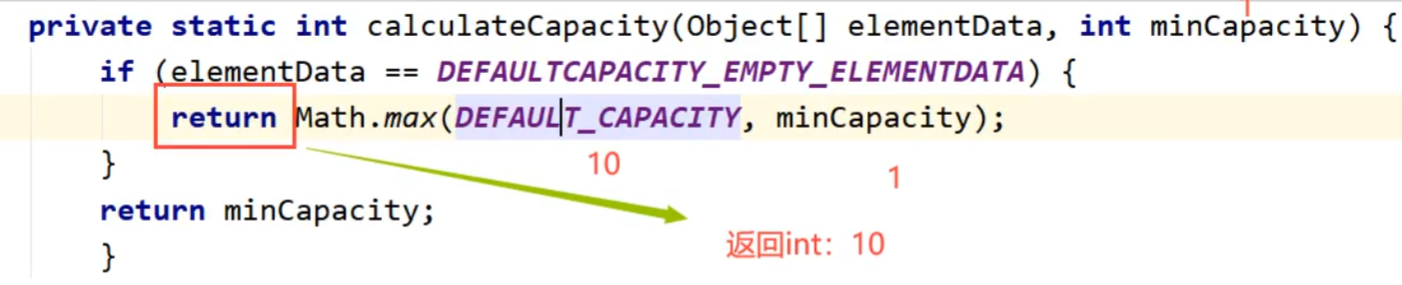 private static int calculateCapacity(Object[] elementData, int minCapacity) {
if (elementData == DEFAULTCAPACITY_EMPTY_ELEMENTDATA) {
return Math.max(DEFAULT_CAPACITY, minCapacity);
}
10
1
return minCapacity;
返回int：10
}